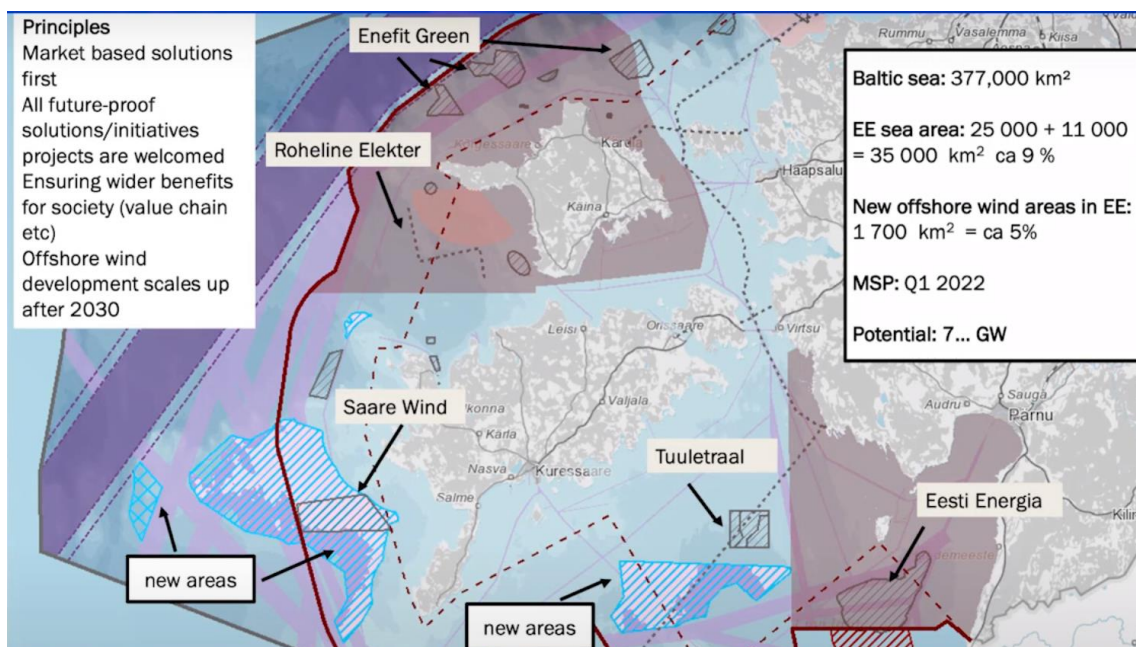 Principles
Market based solutions
first
All future-proof
solutions/initiatives
projects are welcomed
Ensuring wider benefits
for society (value chain
etc)
Offshore wind
development scales up
after 2030
Enefit Green
Roheline Elekter
Rummu
Vasalemma
Kiisa
Baltic sea: 377,000 km²
EE sea area: 25 000 + 11 000
= 35 000 km² ca 9 %
New offshore wind areas in EE:
1 700 km² = ca 5%
MSP: Q1 2022
Potential: 7... GW
Haapsalu
Käina
Leisi
Orissaare
Virtsu
Saare Wind
Valjala
Kärla
Nasva
Kuressaare
Salme
Tuuletraal
Audru
Sauga
Pärnu
Eesti Energia
new areas
new areas